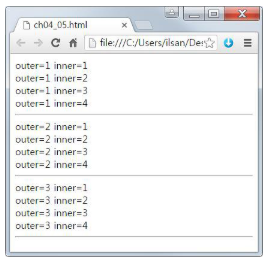 ch04_05.html
file:///C:/Users/ilsan/De
outer=1 inner=1
outer=1 inner=2
outer=1 inner=3
outer=1 inner=4
outer=2 inner=1
outer=2 inner=2
outer=2 inner=3
outer=2 inner=4
outer=3 inner=1
outer=3 inner=2
outer=3 inner=3
outer=3 inner=4